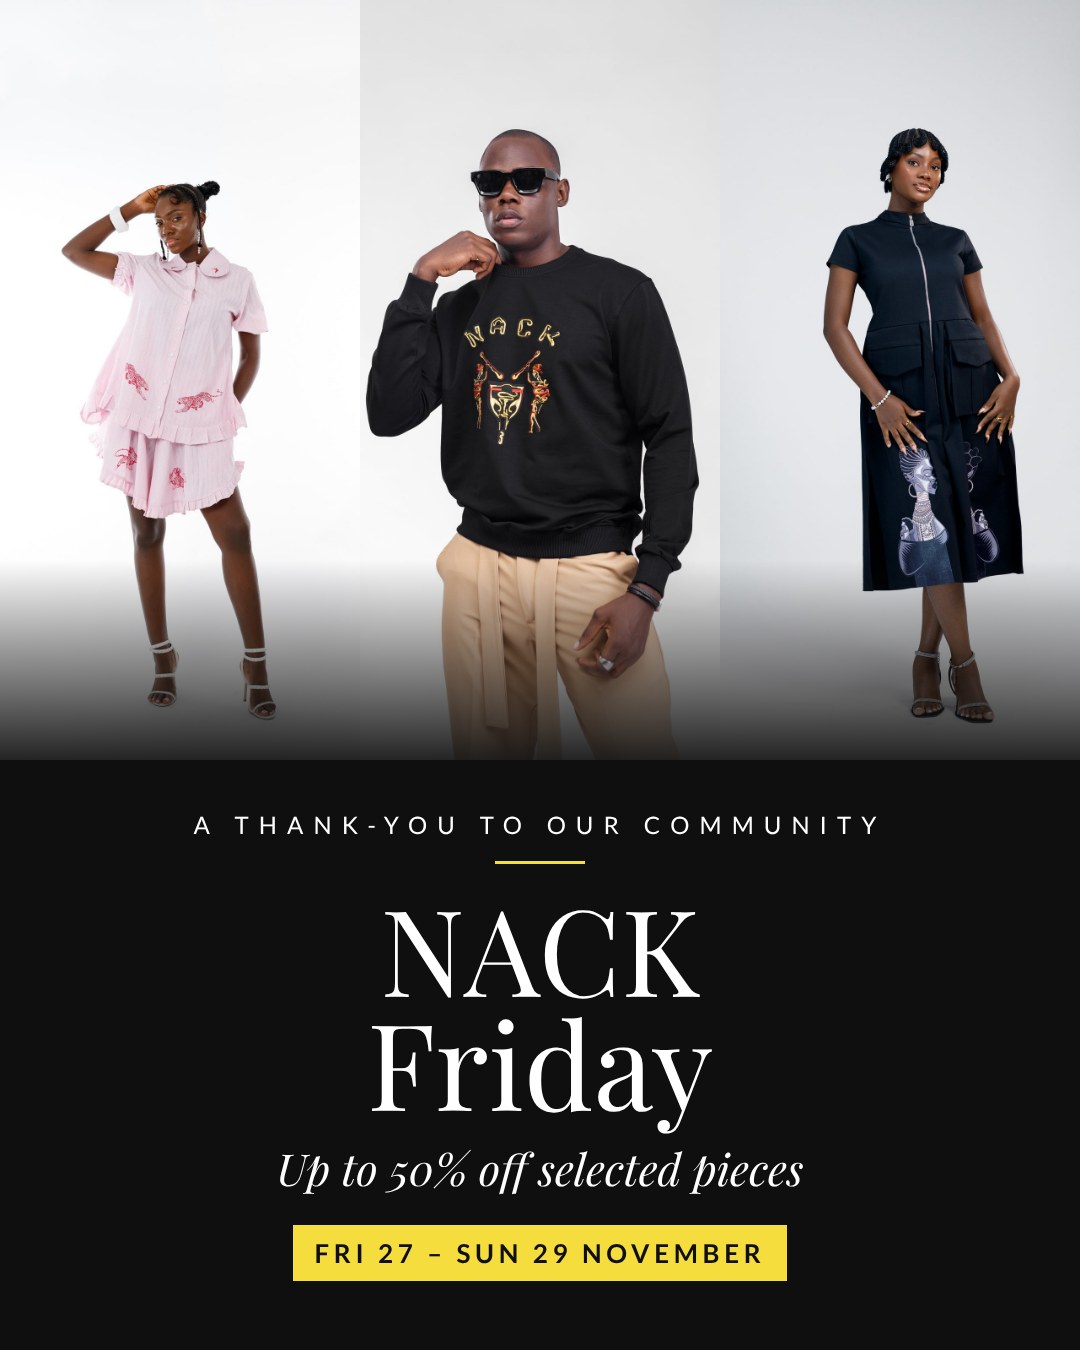 NACK
A THANK-YOU TO OUR COMMUNITY
NACK
Friday
Up to 50% off selected pieces
FRI 27 – SUN 29 NOVEMBER